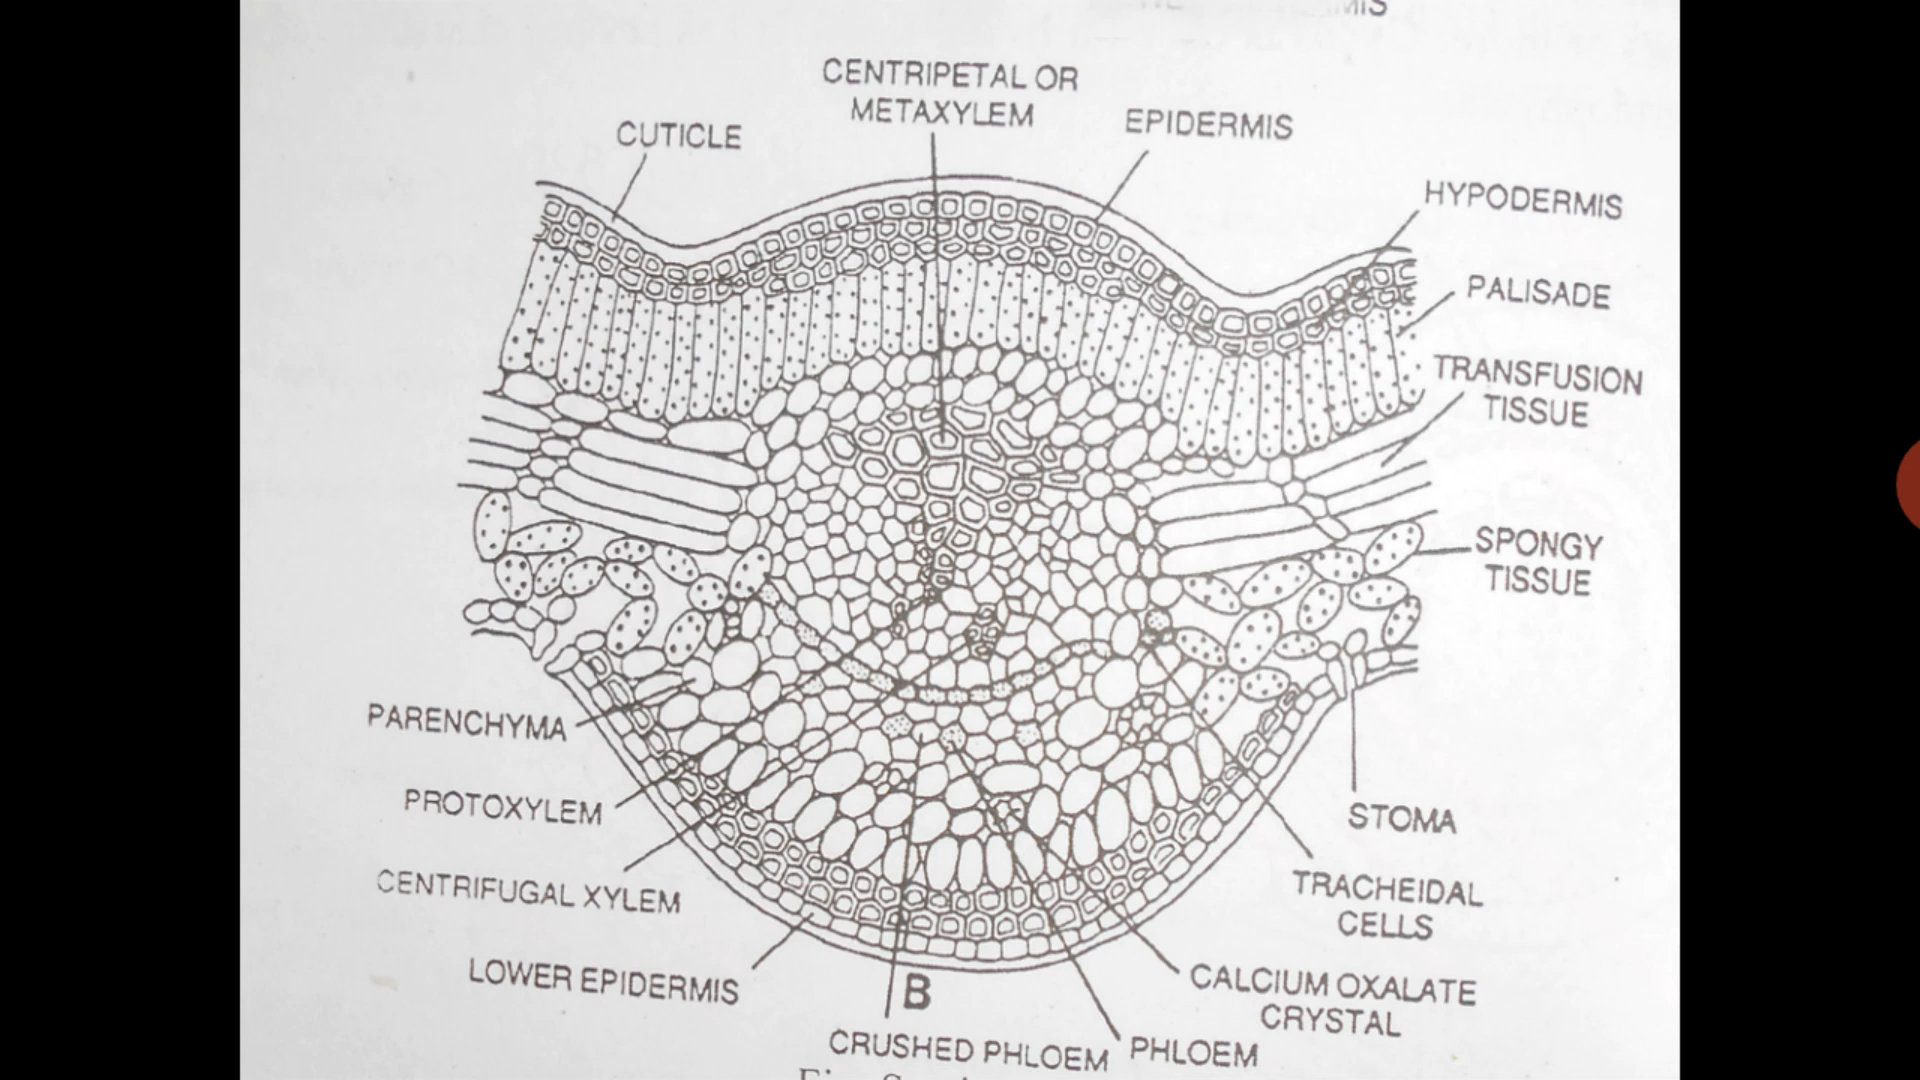 CENTRIPETAL OR
METAXYLEM
CUTICLE
EPIDERMIS
HYPODERMIS
PALISADE
TRANSFUSION
TISSUE
SPONGY
TISSUE
PARENCHYMA
PROTOXYLEM
STOMA
CENTRIFUGAL XYLEM
TRACHEIDAL
CELLS
LOWER EPIDERMIS
B
CALCIUM OXALATE
CRYSTAL
CRUSHED PHLOEM
PHLOEM